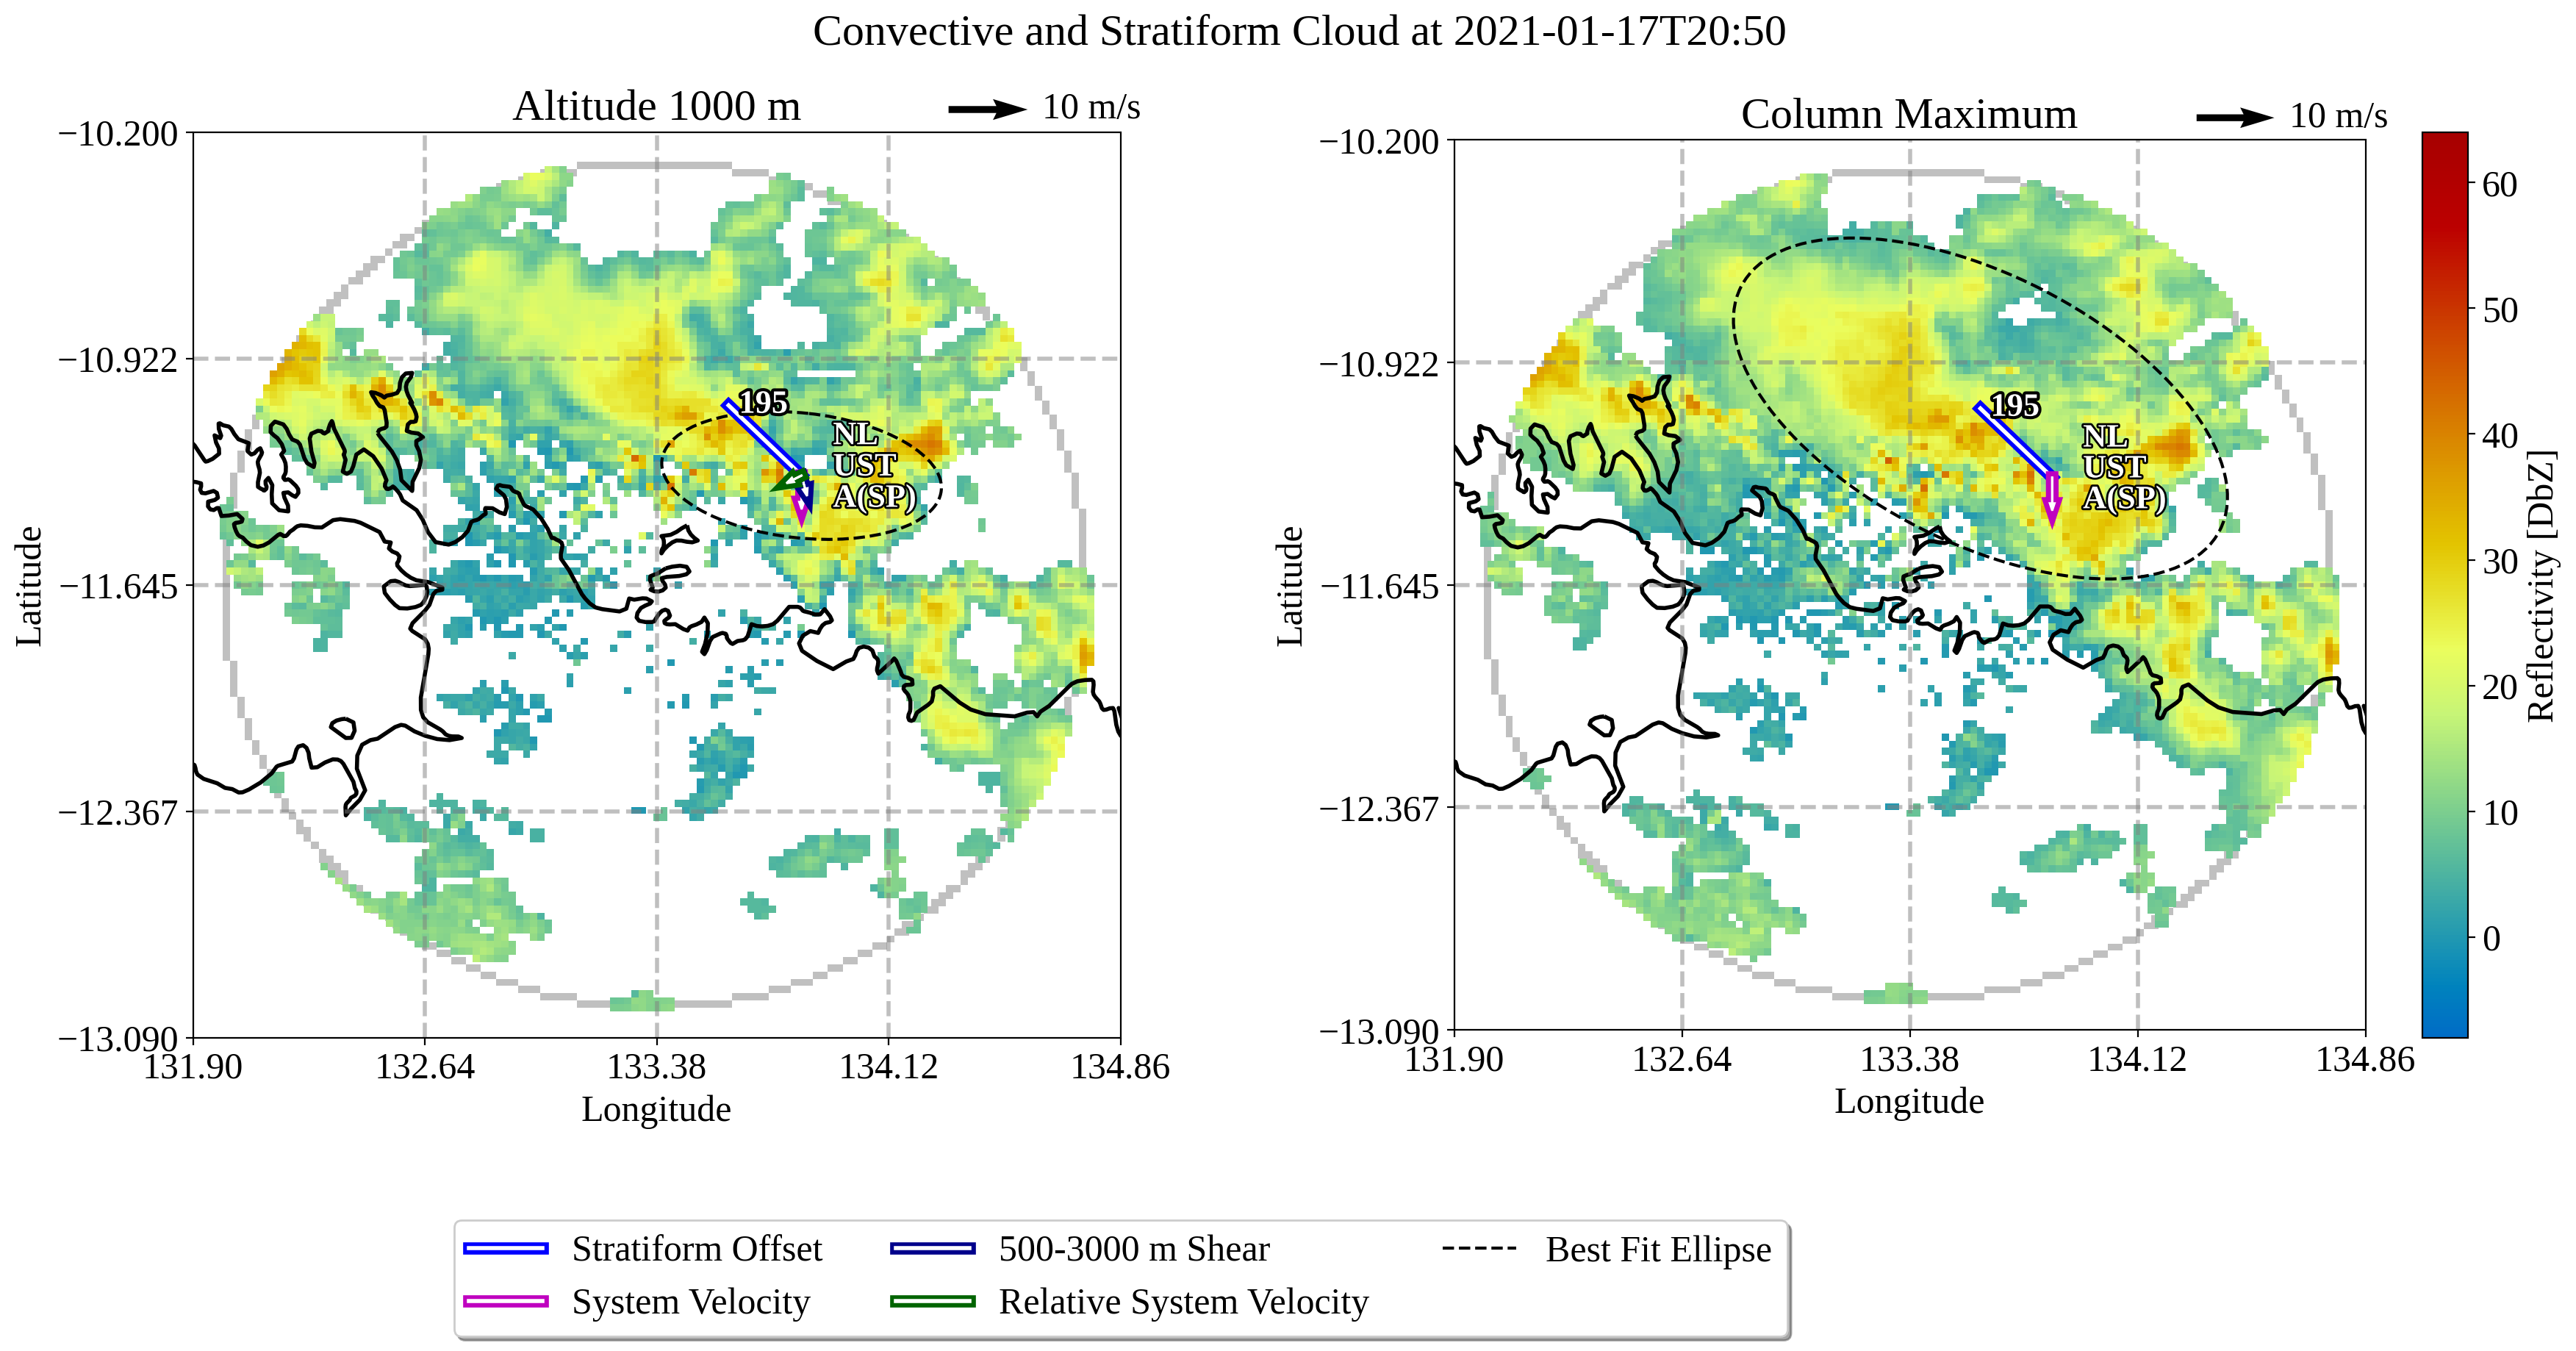 Convective and Stratiform Cloud at 2021-01-17T20:50
Altitude 1000 m
10 m/s
Column Maximum
10 m/s
−10.200
−10.922
−11.645
−12.367
−13.090
Latitude
131.90
132.64
133.38
134.12
134.86
Longitude
195
NL
UST
A(SP)
−10.200
−10.922
−11.645
−12.367
−13.090
Latitude
131.90
132.64
133.38
134.12
134.86
Longitude
195
NL
UST
A(SP)
60
50
40
30
20
10
0
Reflectivity [DbZ]
Stratiform Offset
System Velocity
500-3000 m Shear
Relative System Velocity
Best Fit Ellipse